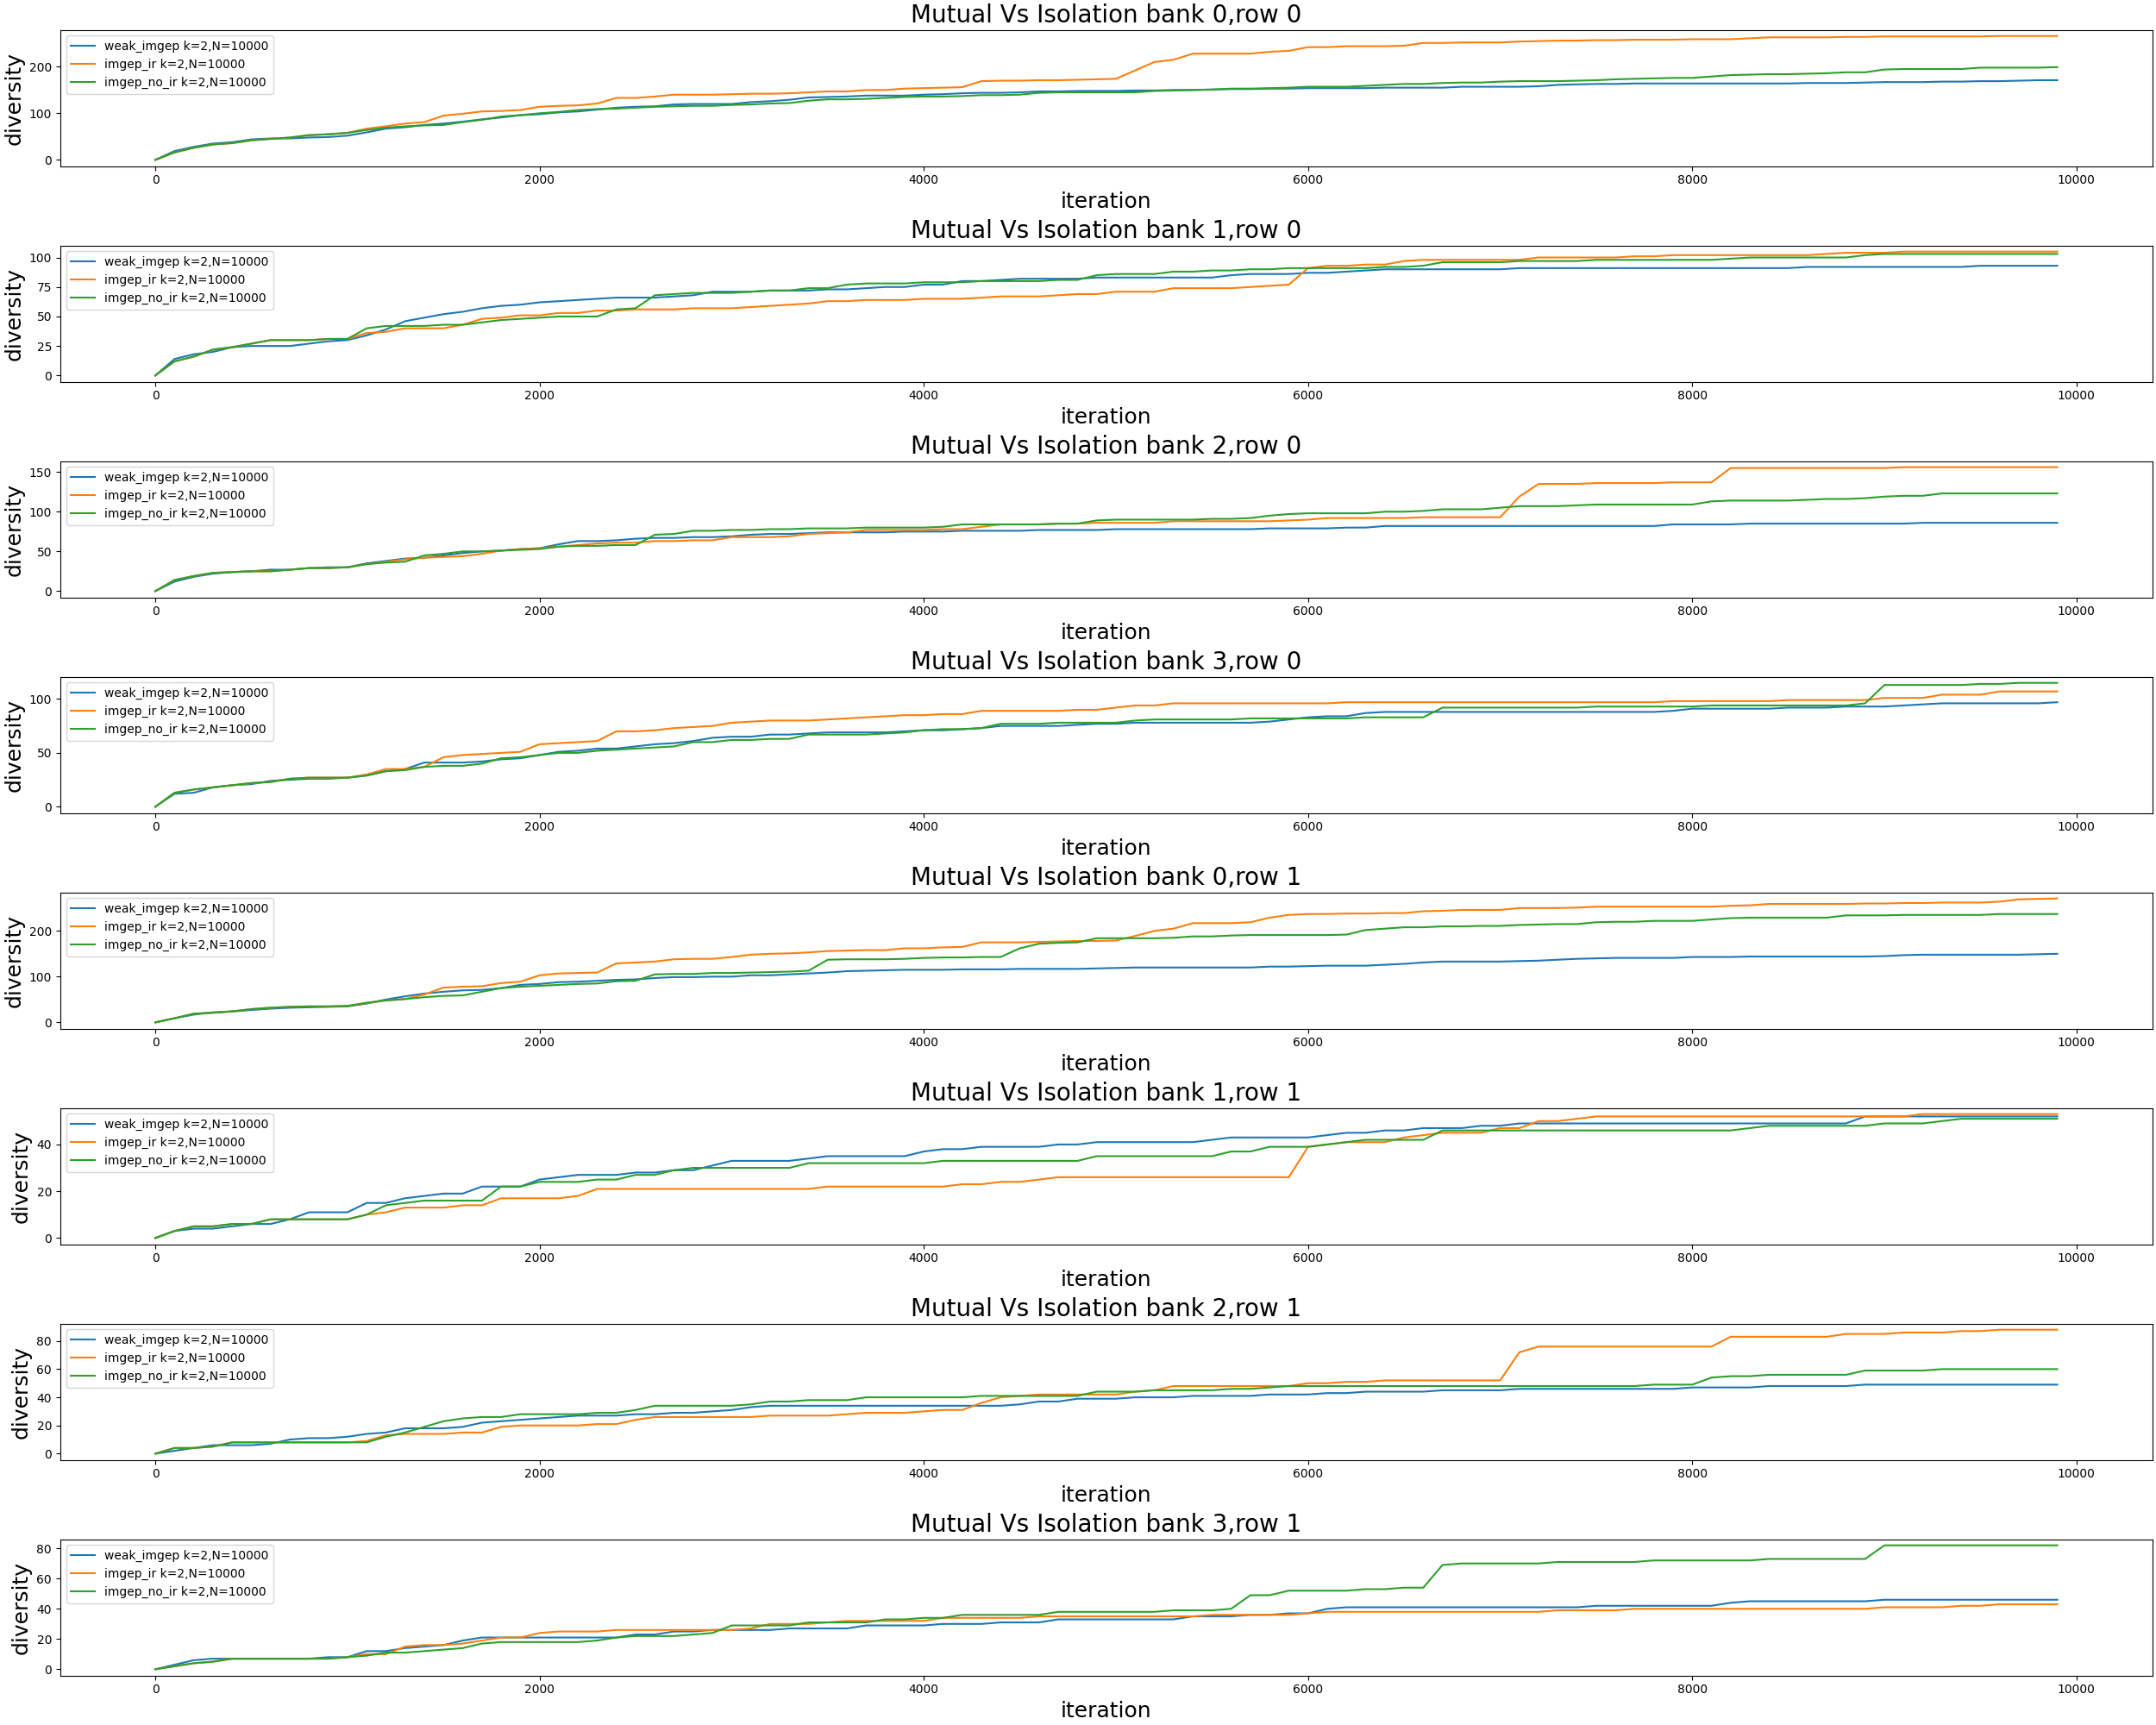 Mutual Vs Isolation bank 0,row 0
weak_imgep k=2,N=10000
imgep_ir k=2,N=10000
imgep_no_ir k=2,N=10000
diversity
200
100
0
0 2000 4000 6000 8000 10000
iteration
Mutual Vs Isolation bank 1,row 0
weak_imgep k=2,N=10000
imgep_ir k=2,N=10000
imgep_no_ir k=2,N=10000
diversity
100
75
50
25
0
0 2000 4000 6000 8000 10000
iteration
Mutual Vs Isolation bank 2,row 0
weak_imgep k=2,N=10000
imgep_ir k=2,N=10000
imgep_no_ir k=2,N=10000
diversity
150
100
50
0
0 2000 4000 6000 8000 10000
iteration
Mutual Vs Isolation bank 3,row 0
weak_imgep k=2,N=10000
imgep_ir k=2,N=10000
imgep_no_ir k=2,N=10000
diversity
100
50
0
0 2000 4000 6000 8000 10000
iteration
Mutual Vs Isolation bank 0,row 1
weak_imgep k=2,N=10000
imgep_ir k=2,N=10000
imgep_no_ir k=2,N=10000
diversity
200
100
0
0 2000 4000 6000 8000 10000
iteration
Mutual Vs Isolation bank 1,row 1
weak_imgep k=2,N=10000
imgep_ir k=2,N=10000
imgep_no_ir k=2,N=10000
diversity
40
20
0
0 2000 4000 6000 8000 10000
iteration
Mutual Vs Isolation bank 2,row 1
weak_imgep k=2,N=10000
imgep_ir k=2,N=10000
imgep_no_ir k=2,N=10000
diversity
80
60
40
20
0
0 2000 4000 6000 8000 10000
iteration
Mutual Vs Isolation bank 3,row 1
weak_imgep k=2,N=10000
imgep_ir k=2,N=10000
imgep_no_ir k=2,N=10000
diversity
80
60
40
20
0
0 2000 4000 6000 8000 10000
iteration